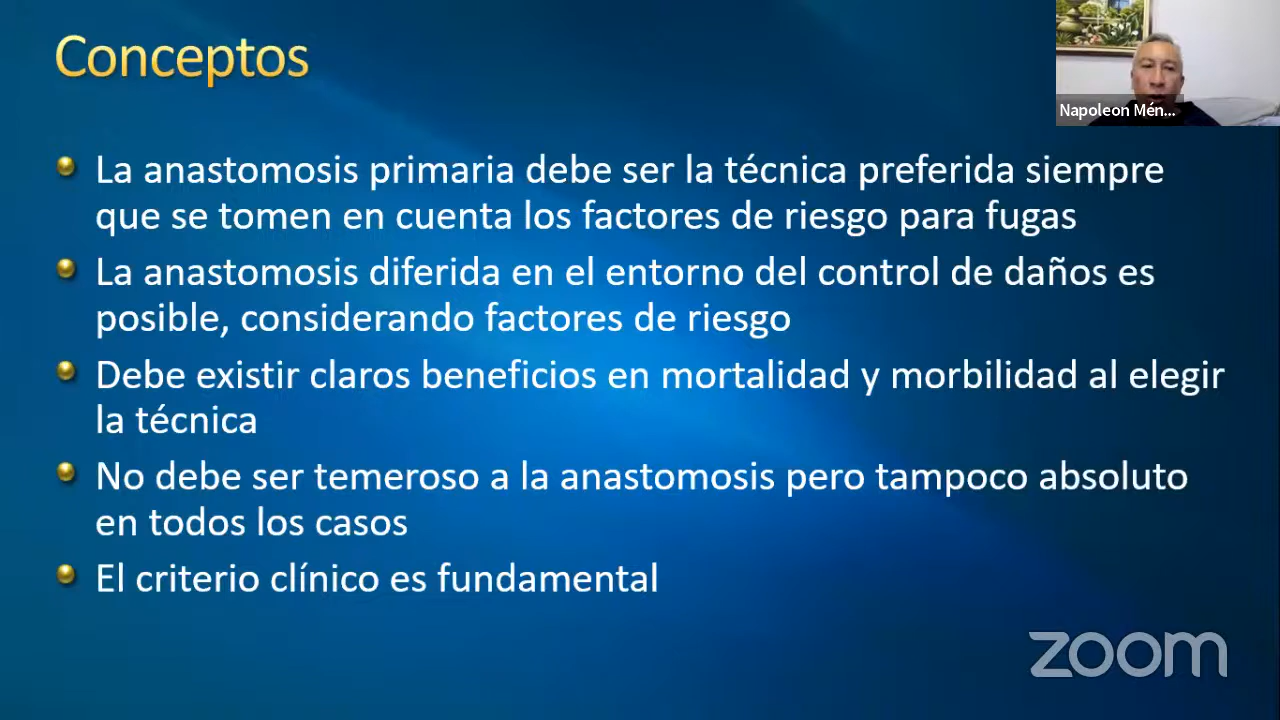 Conceptos
Napoleon Mén...
La anastomosis primaria debe ser la técnica preferida siempre
que se tomen en cuenta los factores de riesgo para fugas
La anastomosis diferida en el entorno del control de daños es
posible, considerando factores de riesgo
Debe existir claros beneficios en mortalidad y morbilidad al elegir
la técnica
No debe ser temeroso a la anastomosis pero tampoco absoluto
en todos los casos
El criterio clínico es fundamental
zoom